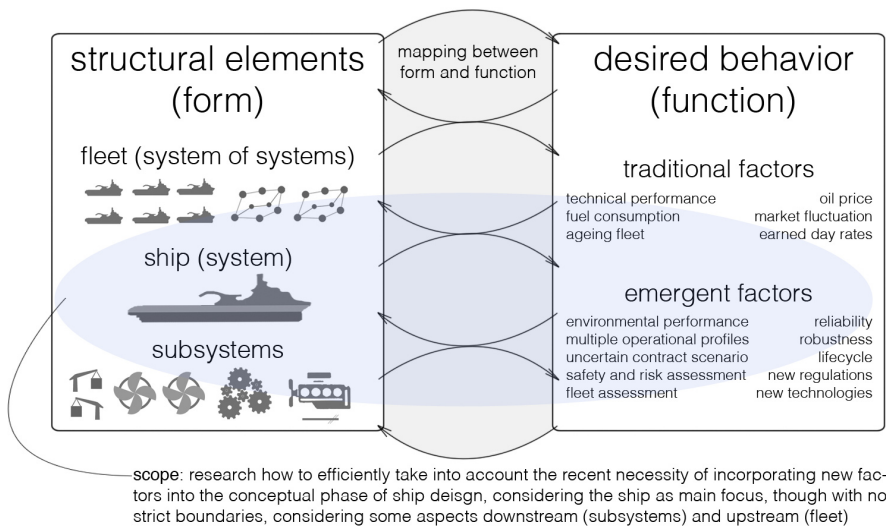 structural elements
(form)
fleet (system of systems)
ship (system)
subsystems
mapping between
form and function
desired behavior
(function)
traditional factors
technical performance
fuel consumption
ageing fleet
oil price
market fluctuation
earned day rates
emergent factors
environmental performance
multiple operational profiles
uncertain contract scenario
safety and risk assessment
fleet assessment
reliability
robustness
lifecycle
new regulations
new technologies
scope: research how to efficiently take into account the recent necessity of incorporating new fac-
tors into the conceptual phase of ship deisgn, considering the ship as main focus, though with no
strict boundaries, considering some aspects downstream (subsystems) and upstream (fleet)